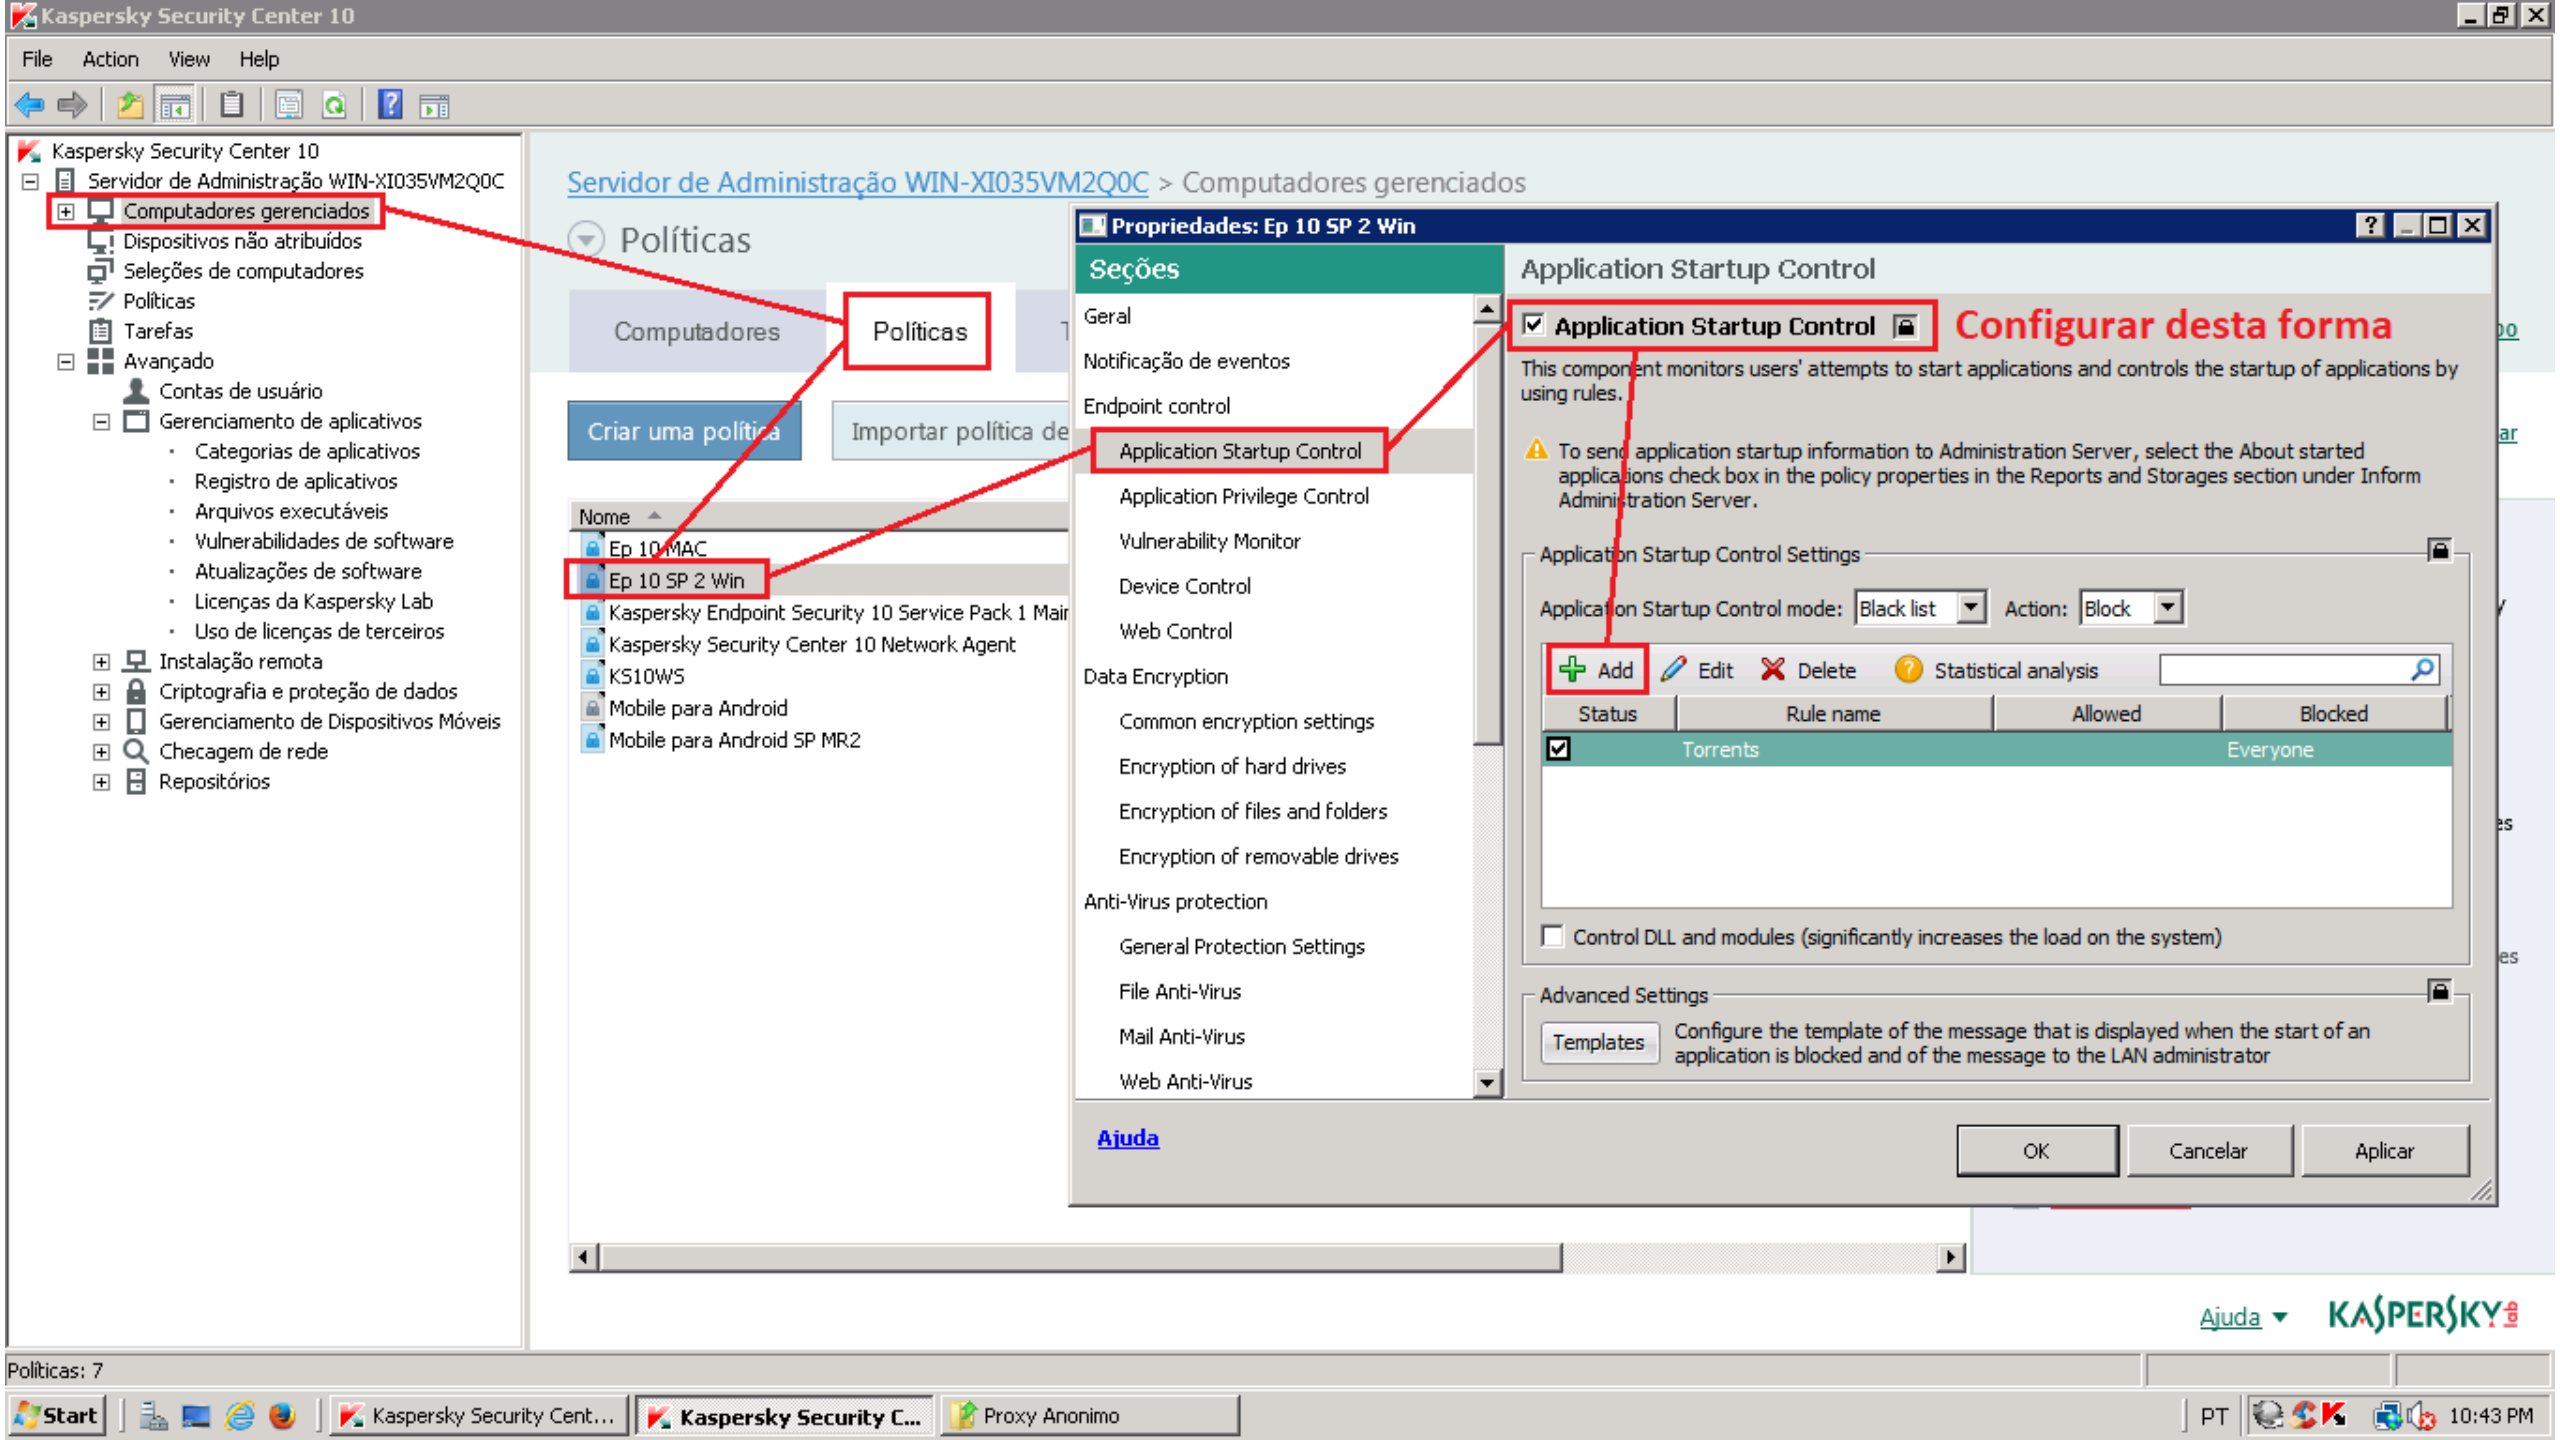 Kaspersky Security Center 10
File Action View Help
Kaspersky Security Center 10
Servidor de Administração WIN-XI035VM2Q0C
Computadores gerenciados
Dispositivos não atribuídos
Seleções de computadores
Políticas
Tarefas
Avançado
Contas de usuário
Gerenciamento de aplicativos
Categorias de aplicativos
Registro de aplicativos
Arquivos executáveis
Vulnerabilidades de software
Atualizações de software
Licenças da Kaspersky Lab
Uso de licenças de terceiros
Instalação remota
Criptografia e proteção de dados
Gerenciamento de Dispositivos Móveis
Checagem de rede
Repositórios
Servidor de Administração WIN-XI035VM2Q0C > Computadores gerenciados
Políticas
Computadores Políticas
Criar uma política Importar política de
Nome
Ep 10 MAC
Ep 10 SP 2 Win
Kaspersky Endpoint Security 10 Service Pack 1 Main
Kaspersky Security Center 10 Network Agent
KS10WS
Mobile para Android
Mobile para Android SP MR2
Propriedades: Ep 10 SP 2 Win
Seções
Geral
Notificação de eventos
Endpoint control
Application Startup Control
Application Privilege Control
Vulnerability Monitor
Device Control
Web Control
Data Encryption
Common encryption settings
Encryption of hard drives
Encryption of files and folders
Encryption of removable drives
Anti-Virus protection
General Protection Settings
File Anti-Virus
Mail Anti-Virus
Web Anti-Virus
Application Startup Control
Application Startup Control Configurar desta forma
This component monitors users' attempts to start applications and controls the startup of applications by
using rules.
To send application startup information to Administration Server, select the About started
applications check box in the policy properties in the Reports and Storages section under Inform
Administration Server.
Application Startup Control Settings
Application Startup Control mode: Black list Action: Block
Add Edit Delete Statistical analysis
Status Rule name Allowed Blocked
Torrents Everyone
Control DLL and modules (significantly increases the load on the system)
Advanced Settings
Templates Configure the template of the message that is displayed when the start of an
application is blocked and of the message to the LAN administrator
Ajuda
OK Cancelar Aplicar
ar
es
es
Ajuda KASPERSKY lab
Políticas: 7
Start Kaspersky Security Cent... Kaspersky Security C... Proxy Anonimo PT 10:43 PM